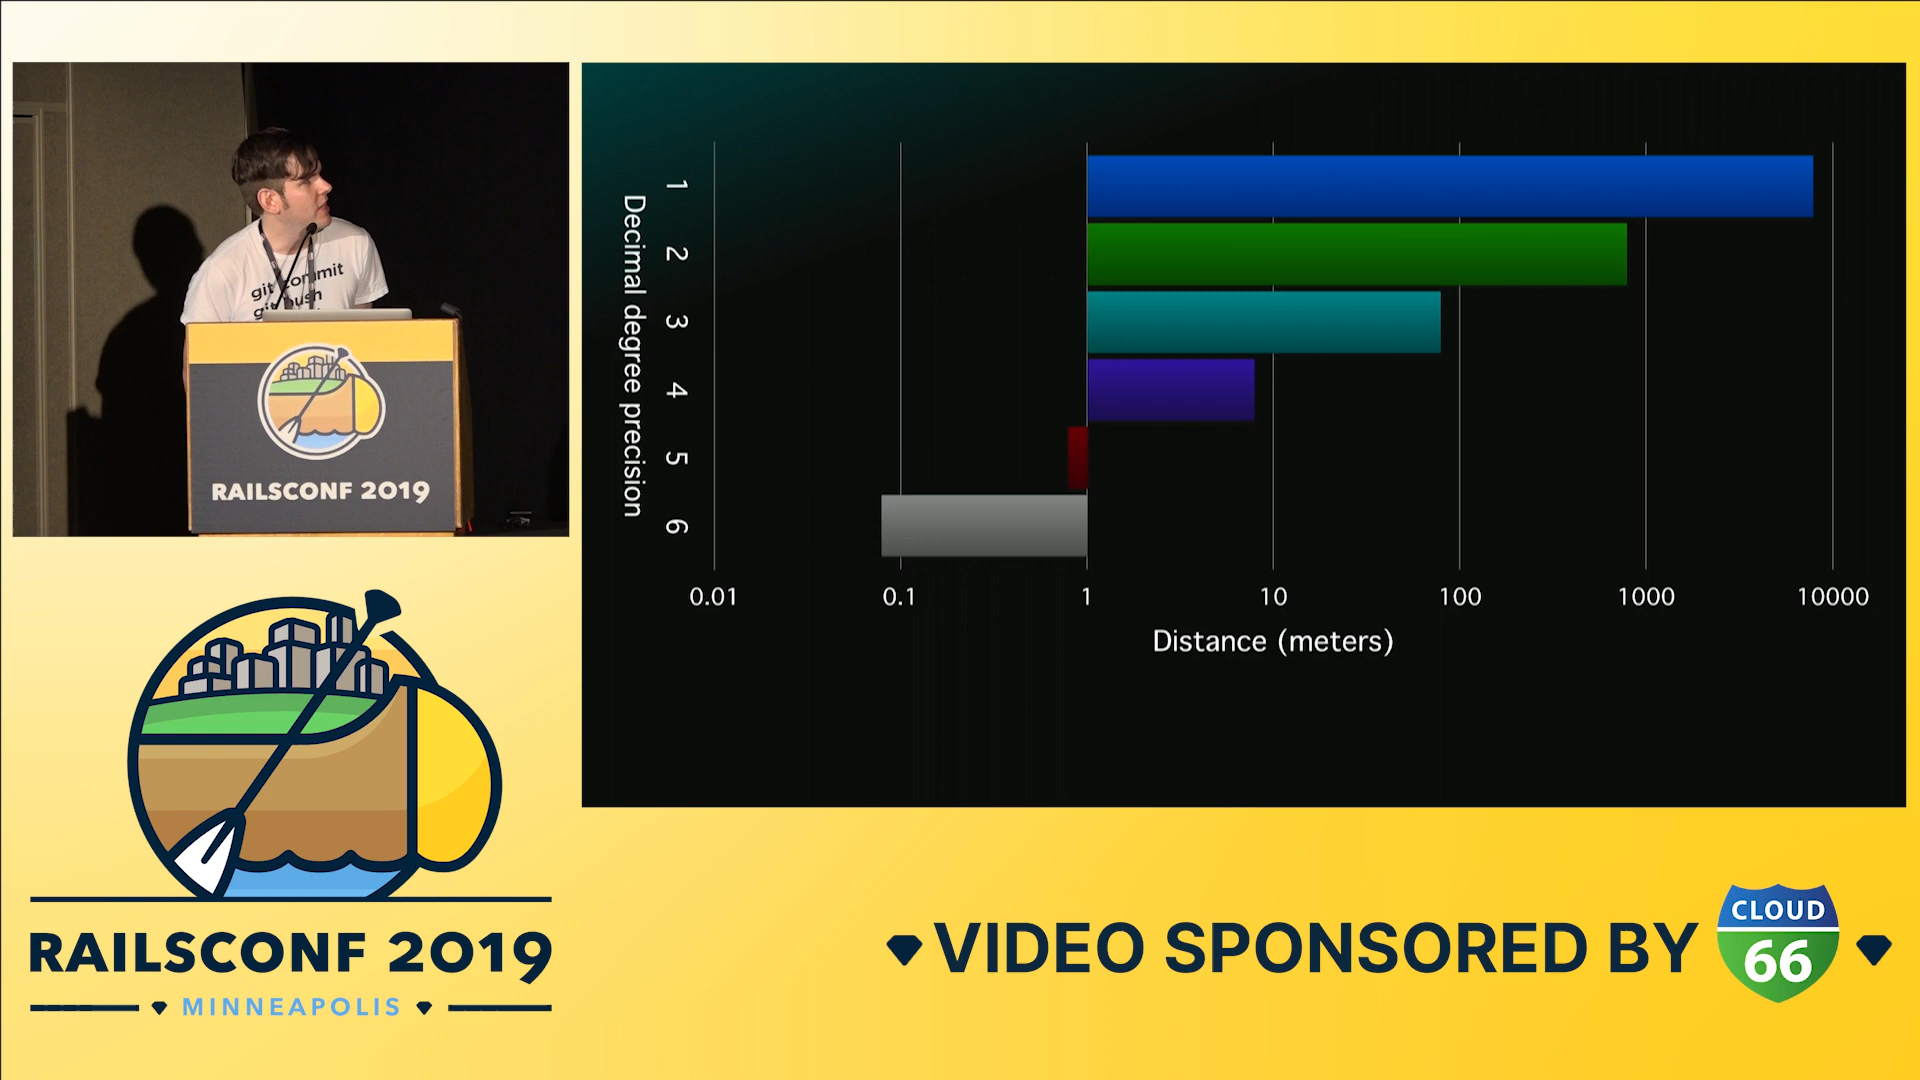 git commit
git push
RAILSCONF 2019
Decimal degree precision
1
2
3
4
5
6
0.01 0.1 1 10 100 1000 10000
Distance (meters)
RAILSCONF 2019
MINNEAPOLIS
VIDEO SPONSORED BY
CLOUD
66